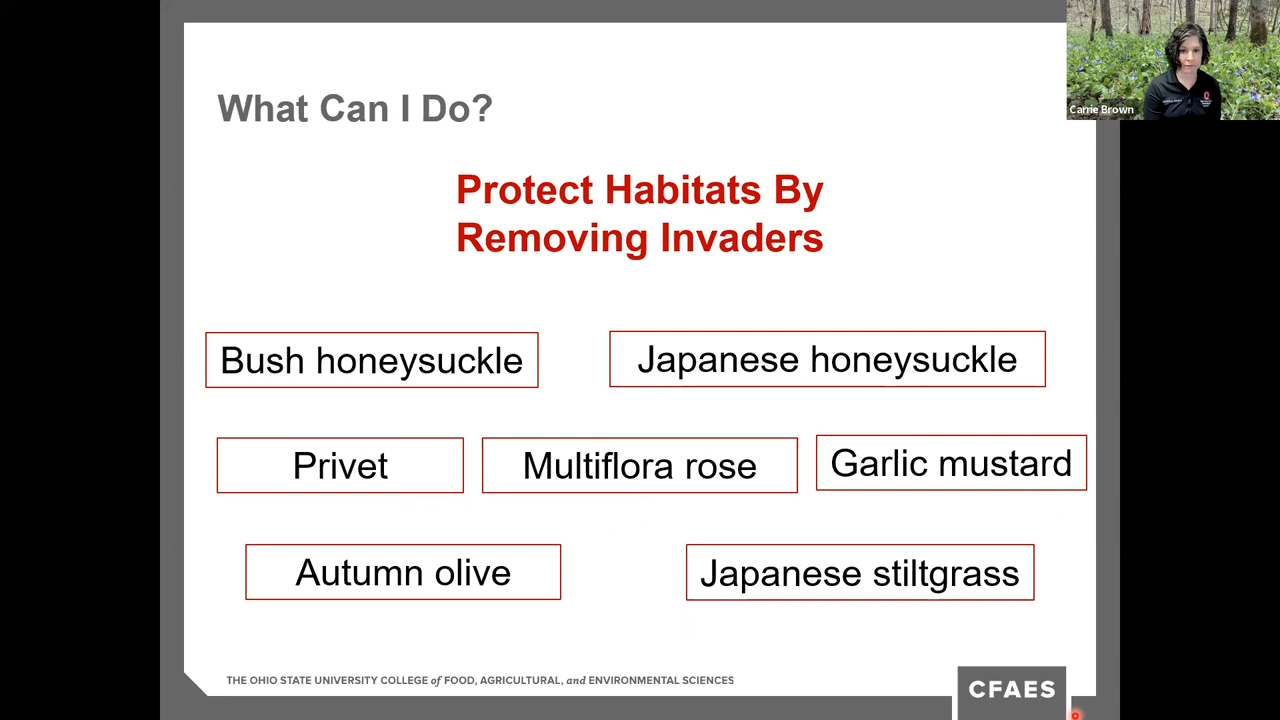 What Can I Do?
Carrie Brown
Protect Habitats By
Removing Invaders
Bush honeysuckle
Japanese honeysuckle
Privet
Multiflora rose
Garlic mustard
Autumn olive
Japanese stiltgrass
THE OHIO STATE UNIVERSITY COLLEGE of FOOD, AGRICULTURAL, and ENVIRONMENTAL SCIENCES
CFAES